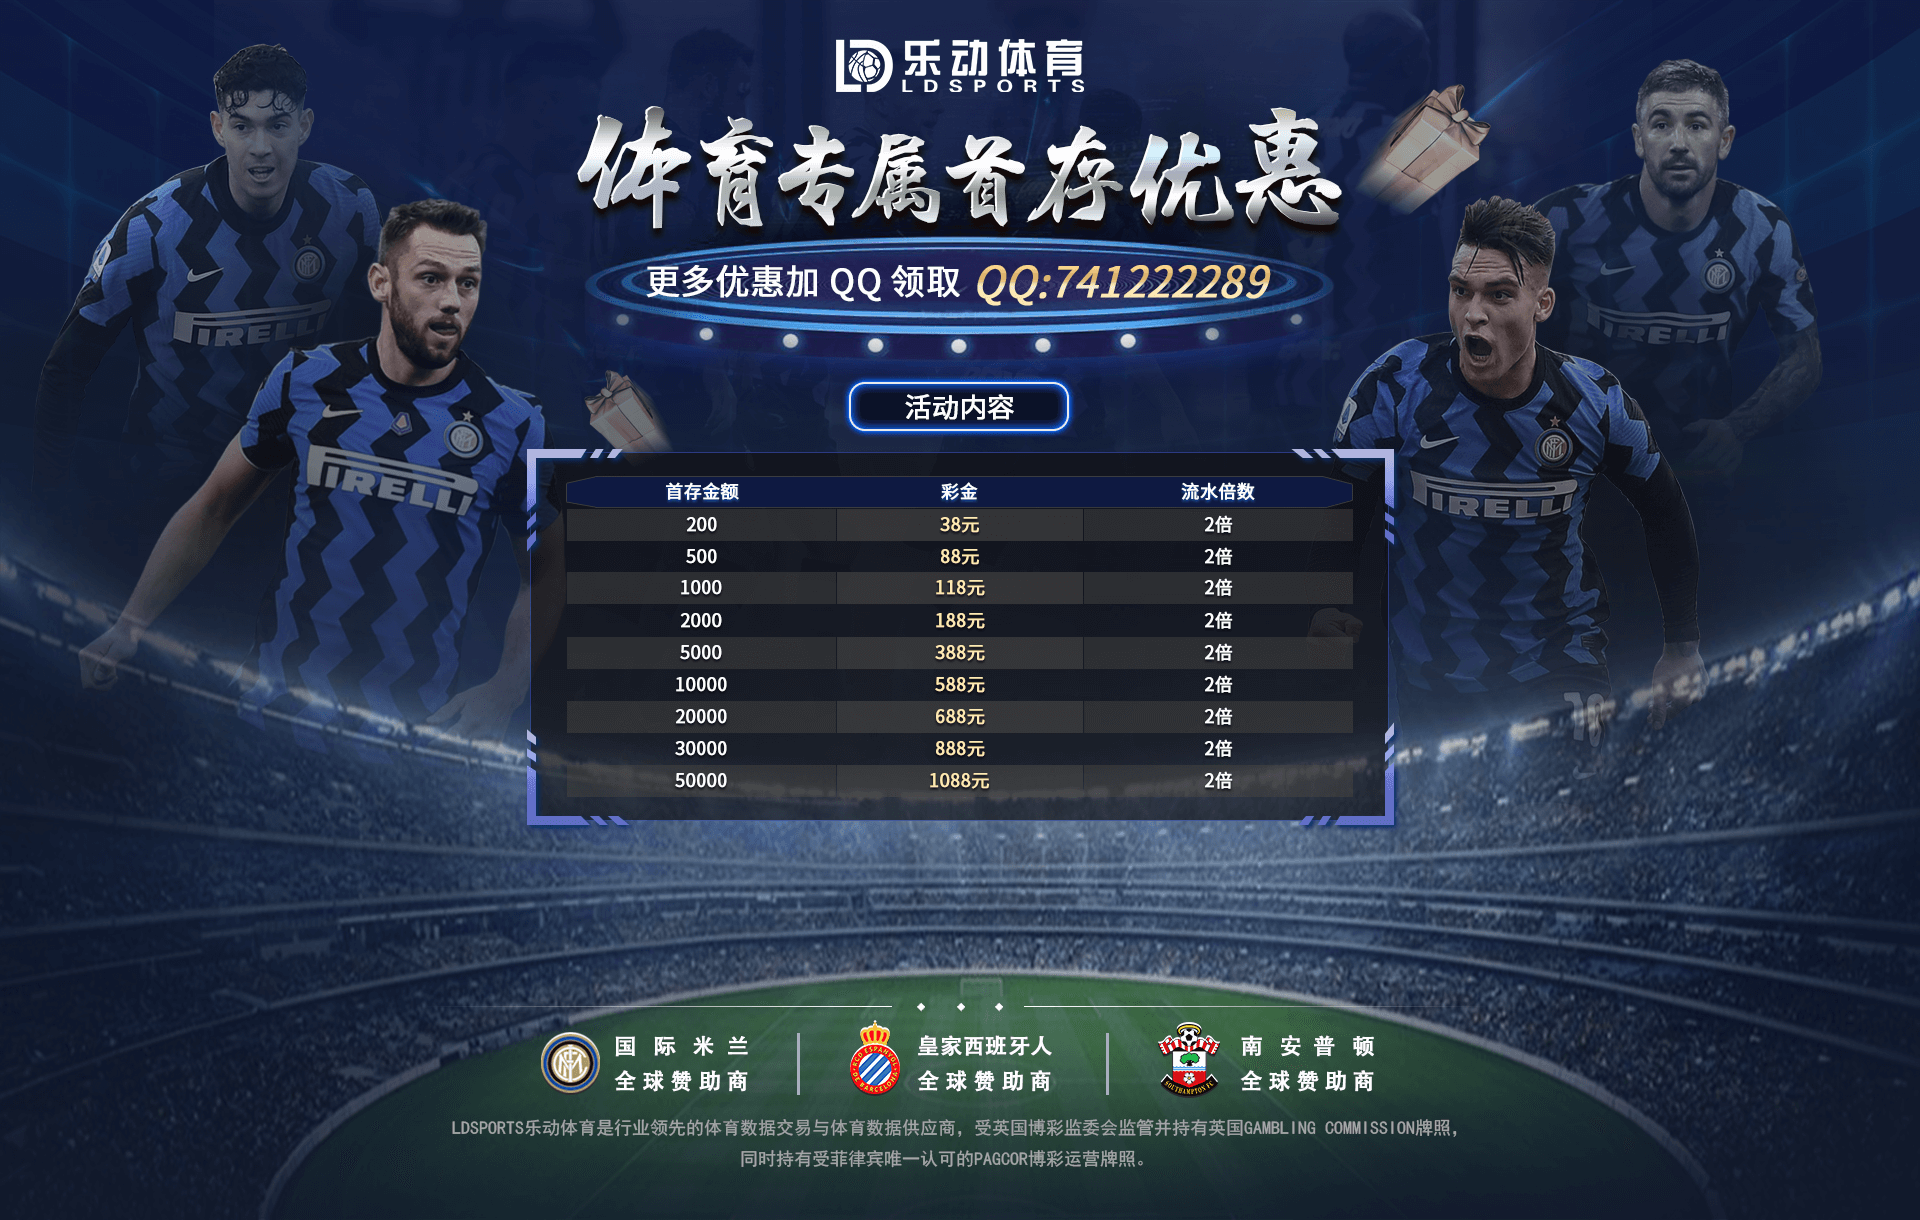 LD 乐动体育
LDSPORTS
体育专属首存优惠
更多优惠加 QQ 领取 QQ:741222289
活动内容
首存金额 彩金 流水倍数
200 38元 2倍
500 88元 2倍
1000 118元 2倍
2000 188元 2倍
5000 388元 2倍
10000 588元 2倍
20000 688元 2倍
30000 888元 2倍
50000 1088元 2倍
PIRELLI
PIRELLI
PIRELLI
PIRELLI
国际米兰
全球赞助商
皇家西班牙人
全球赞助商
南安普顿
全球赞助商
LDSPORTS乐动体育是行业领先的体育数据交易与体育数据供应商，受英国博彩监委会监管并持有英国GAMBLING COMMISSION牌照，
同时持有受菲律宾唯一认可的PAGCOR博彩运营牌照。